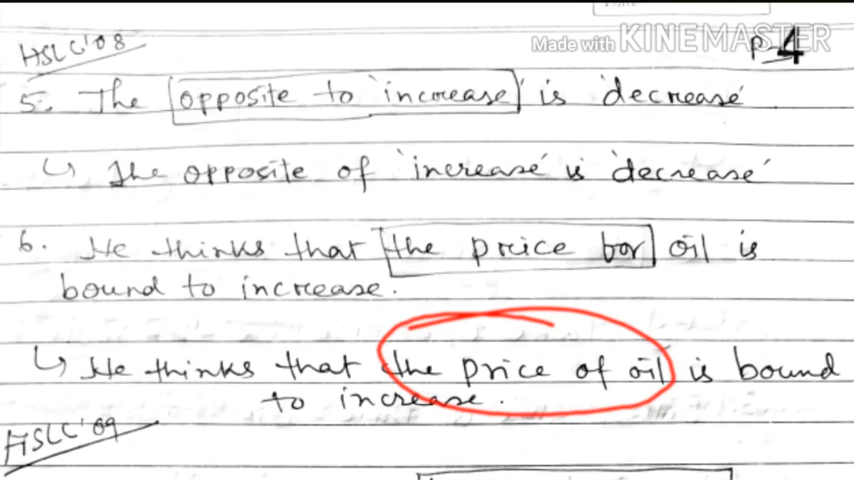 Made with KINEMASTER
HSLC'08
P-4
5. The opposite to 'increase' is 'decrease'
↳ The opposite of 'increase' is 'decrease'
6. He thinks that the price for oil is
bound to increase.
↳ He thinks that the price of oil is bound
to increase.
HSLC'09